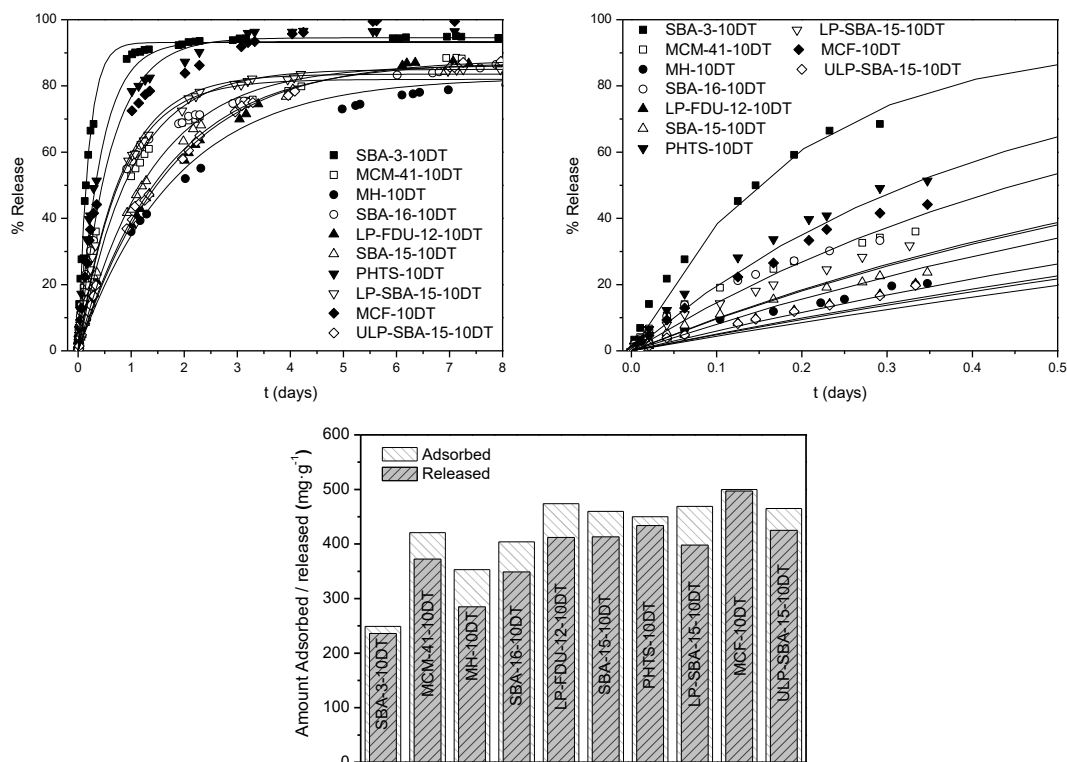 100
80
60
40
20
0
% Release
SBA-3-10DT
MCM-41-10DT
MH-10DT
SBA-16-10DT
LP-FDU-12-10DT
SBA-15-10DT
PHTS-10DT
LP-SBA-15-10DT
MCF-10DT
ULP-SBA-15-10DT
0 1 2 3 4 5 6 7 8
t (days)
100
80
60
40
20
0
% Release
SBA-3-10DT
MCM-41-10DT
MH-10DT
SBA-16-10DT
LP-FDU-12-10DT
SBA-15-10DT
PHTS-10DT
LP-SBA-15-10DT
MCF-10DT
ULP-SBA-15-10DT
0.0 0.1 0.2 0.3 0.4 0.5
t (days)
600
500
400
300
200
100
0
Amount Adsorbed / released (mg·g⁻¹)
Adsorbed
Released
SBA-3-10DT
MCM-41-10DT
MH-10DT
SBA-16-10DT
LP-FDU-12-10DT
SBA-15-10DT
PHTS-10DT
LP-SBA-15-10DT
MCF-10DT
ULP-SBA-15-10DT